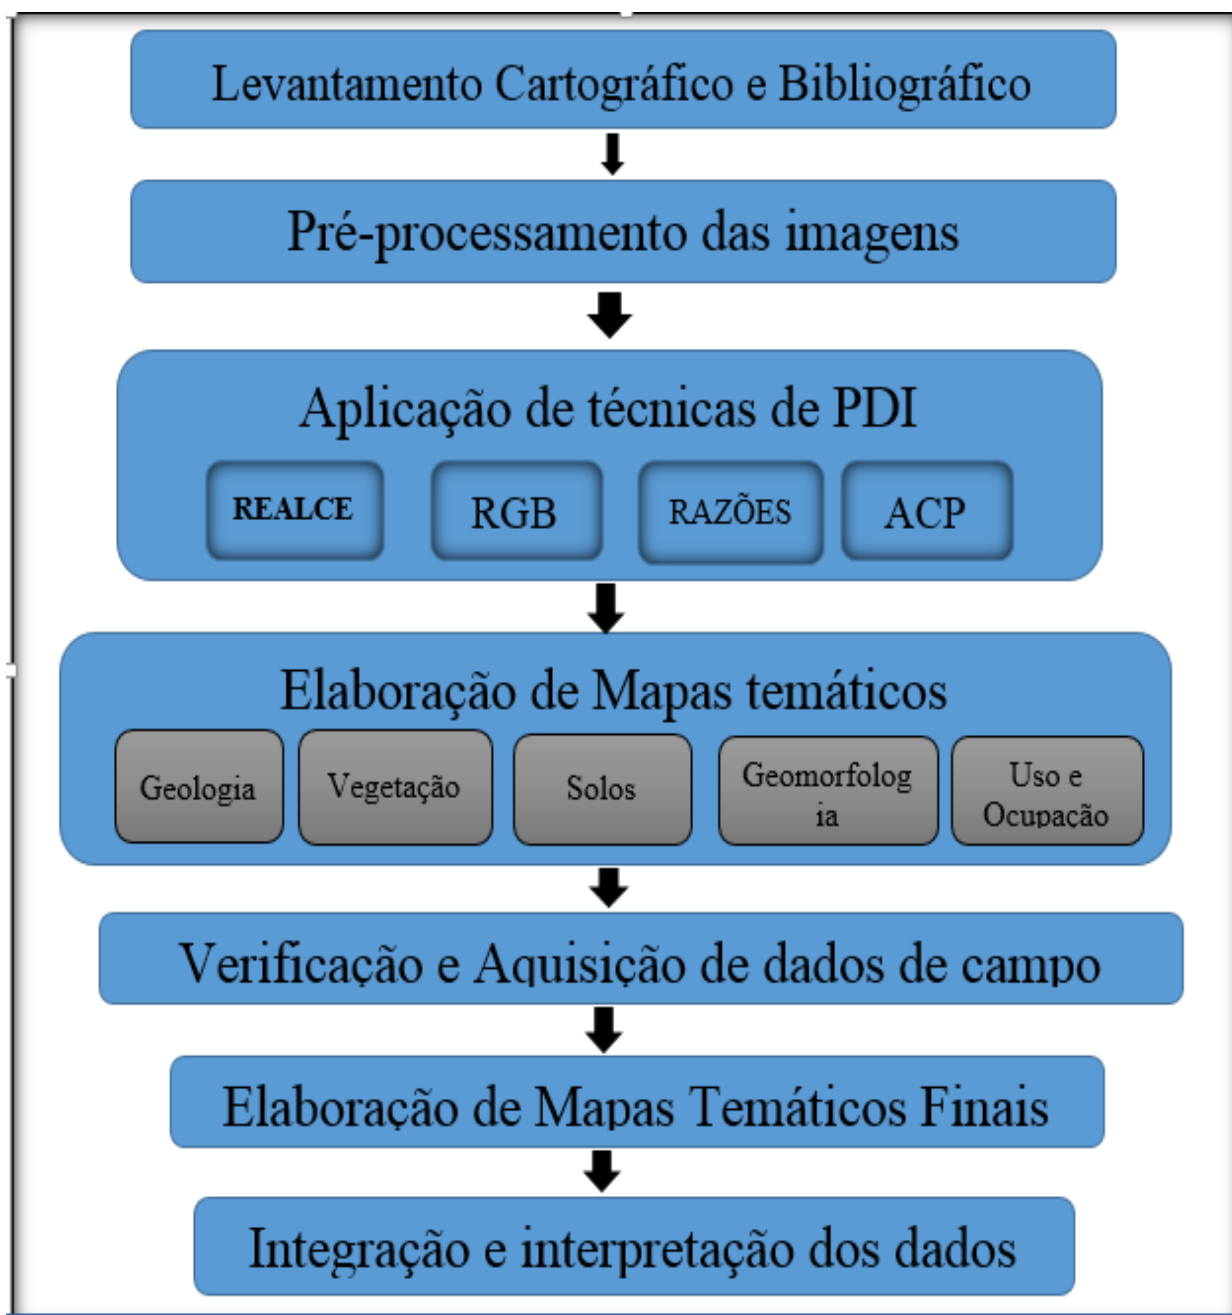 Levantamento Cartográfico e Bibliográfico
Pré-processamento das imagens
Aplicação de técnicas de PDI
REALCE
RGB
RAZÕES
ACP
Elaboração de Mapas temáticos
Geologia
Vegetação
Solos
Geomorfolog
ia
Uso e
Ocupação
Verificação e Aquisição de dados de campo
Elaboração de Mapas Temáticos Finais
Integração e interpretação dos dados